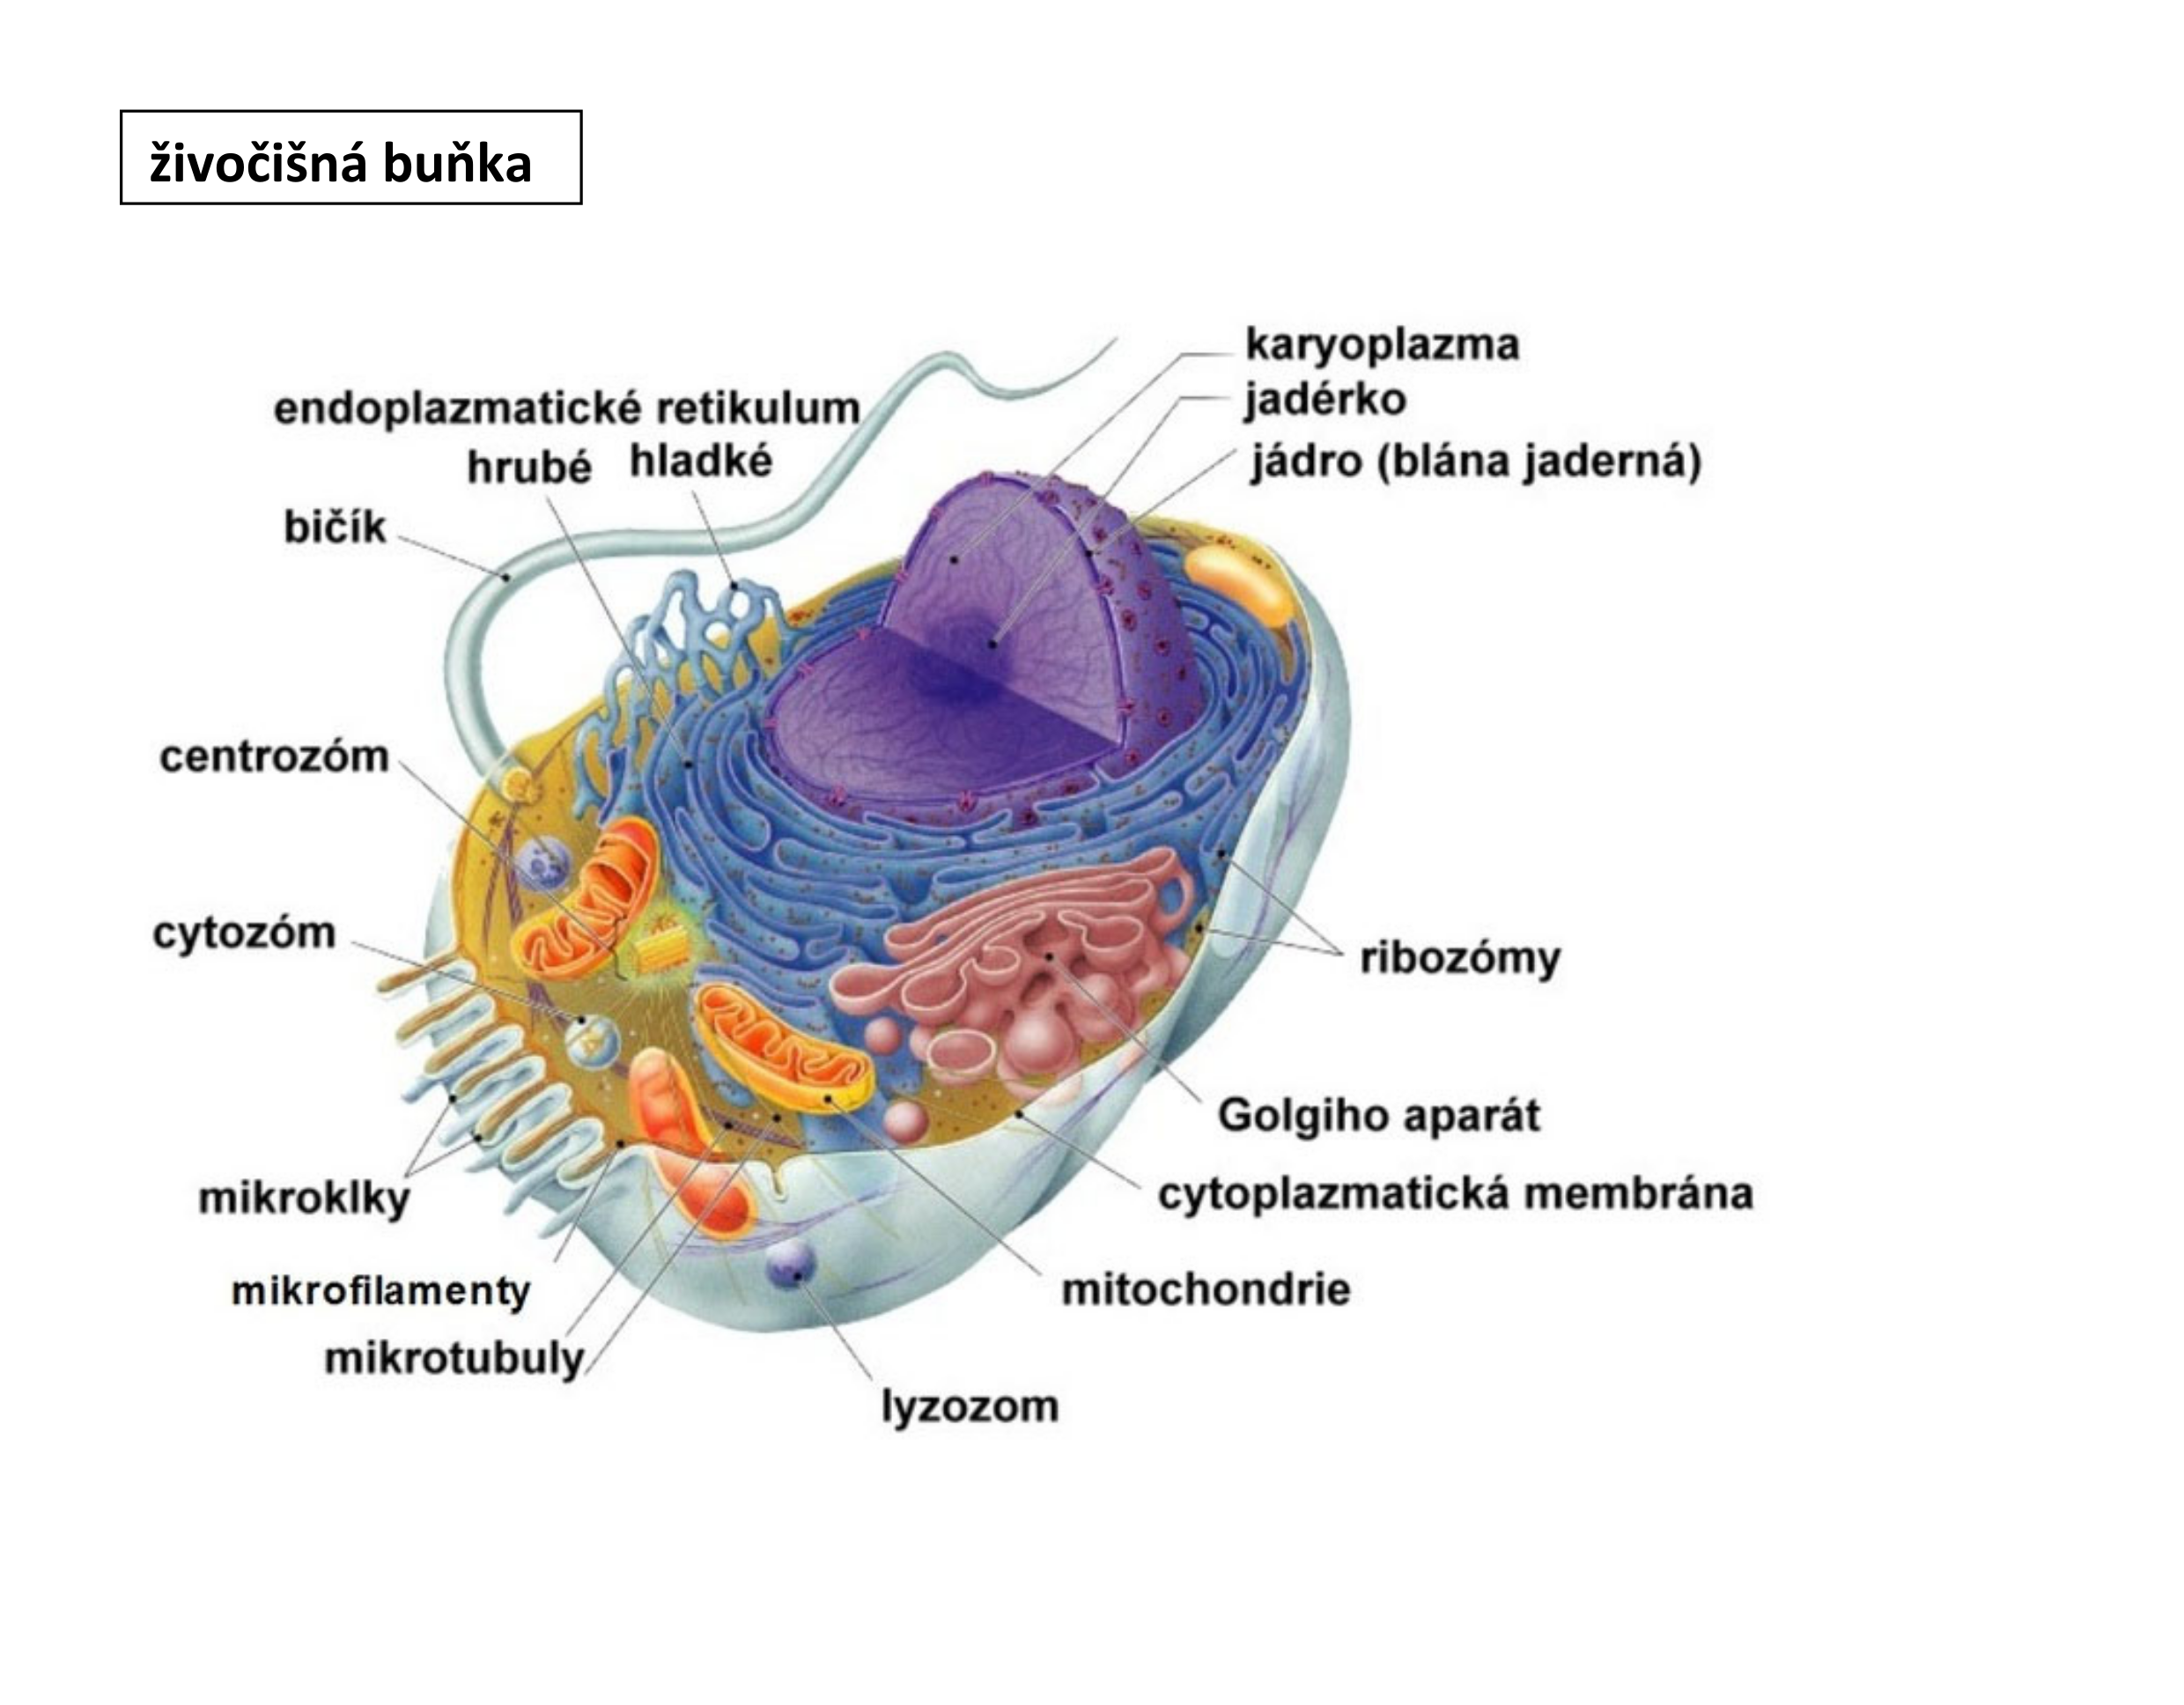 živočišná buňka
karyoplazma
jadérko
jádro (blána jaderná)
endoplazmatické retikulum
hrubé hladké
bičík
centrozóm
cytozóm
ribozómy
Golgiho aparát
cytoplazmatická membrána
mikroklky
mikrofilamenty
mitochondrie
mikrotubuly
lyzozom